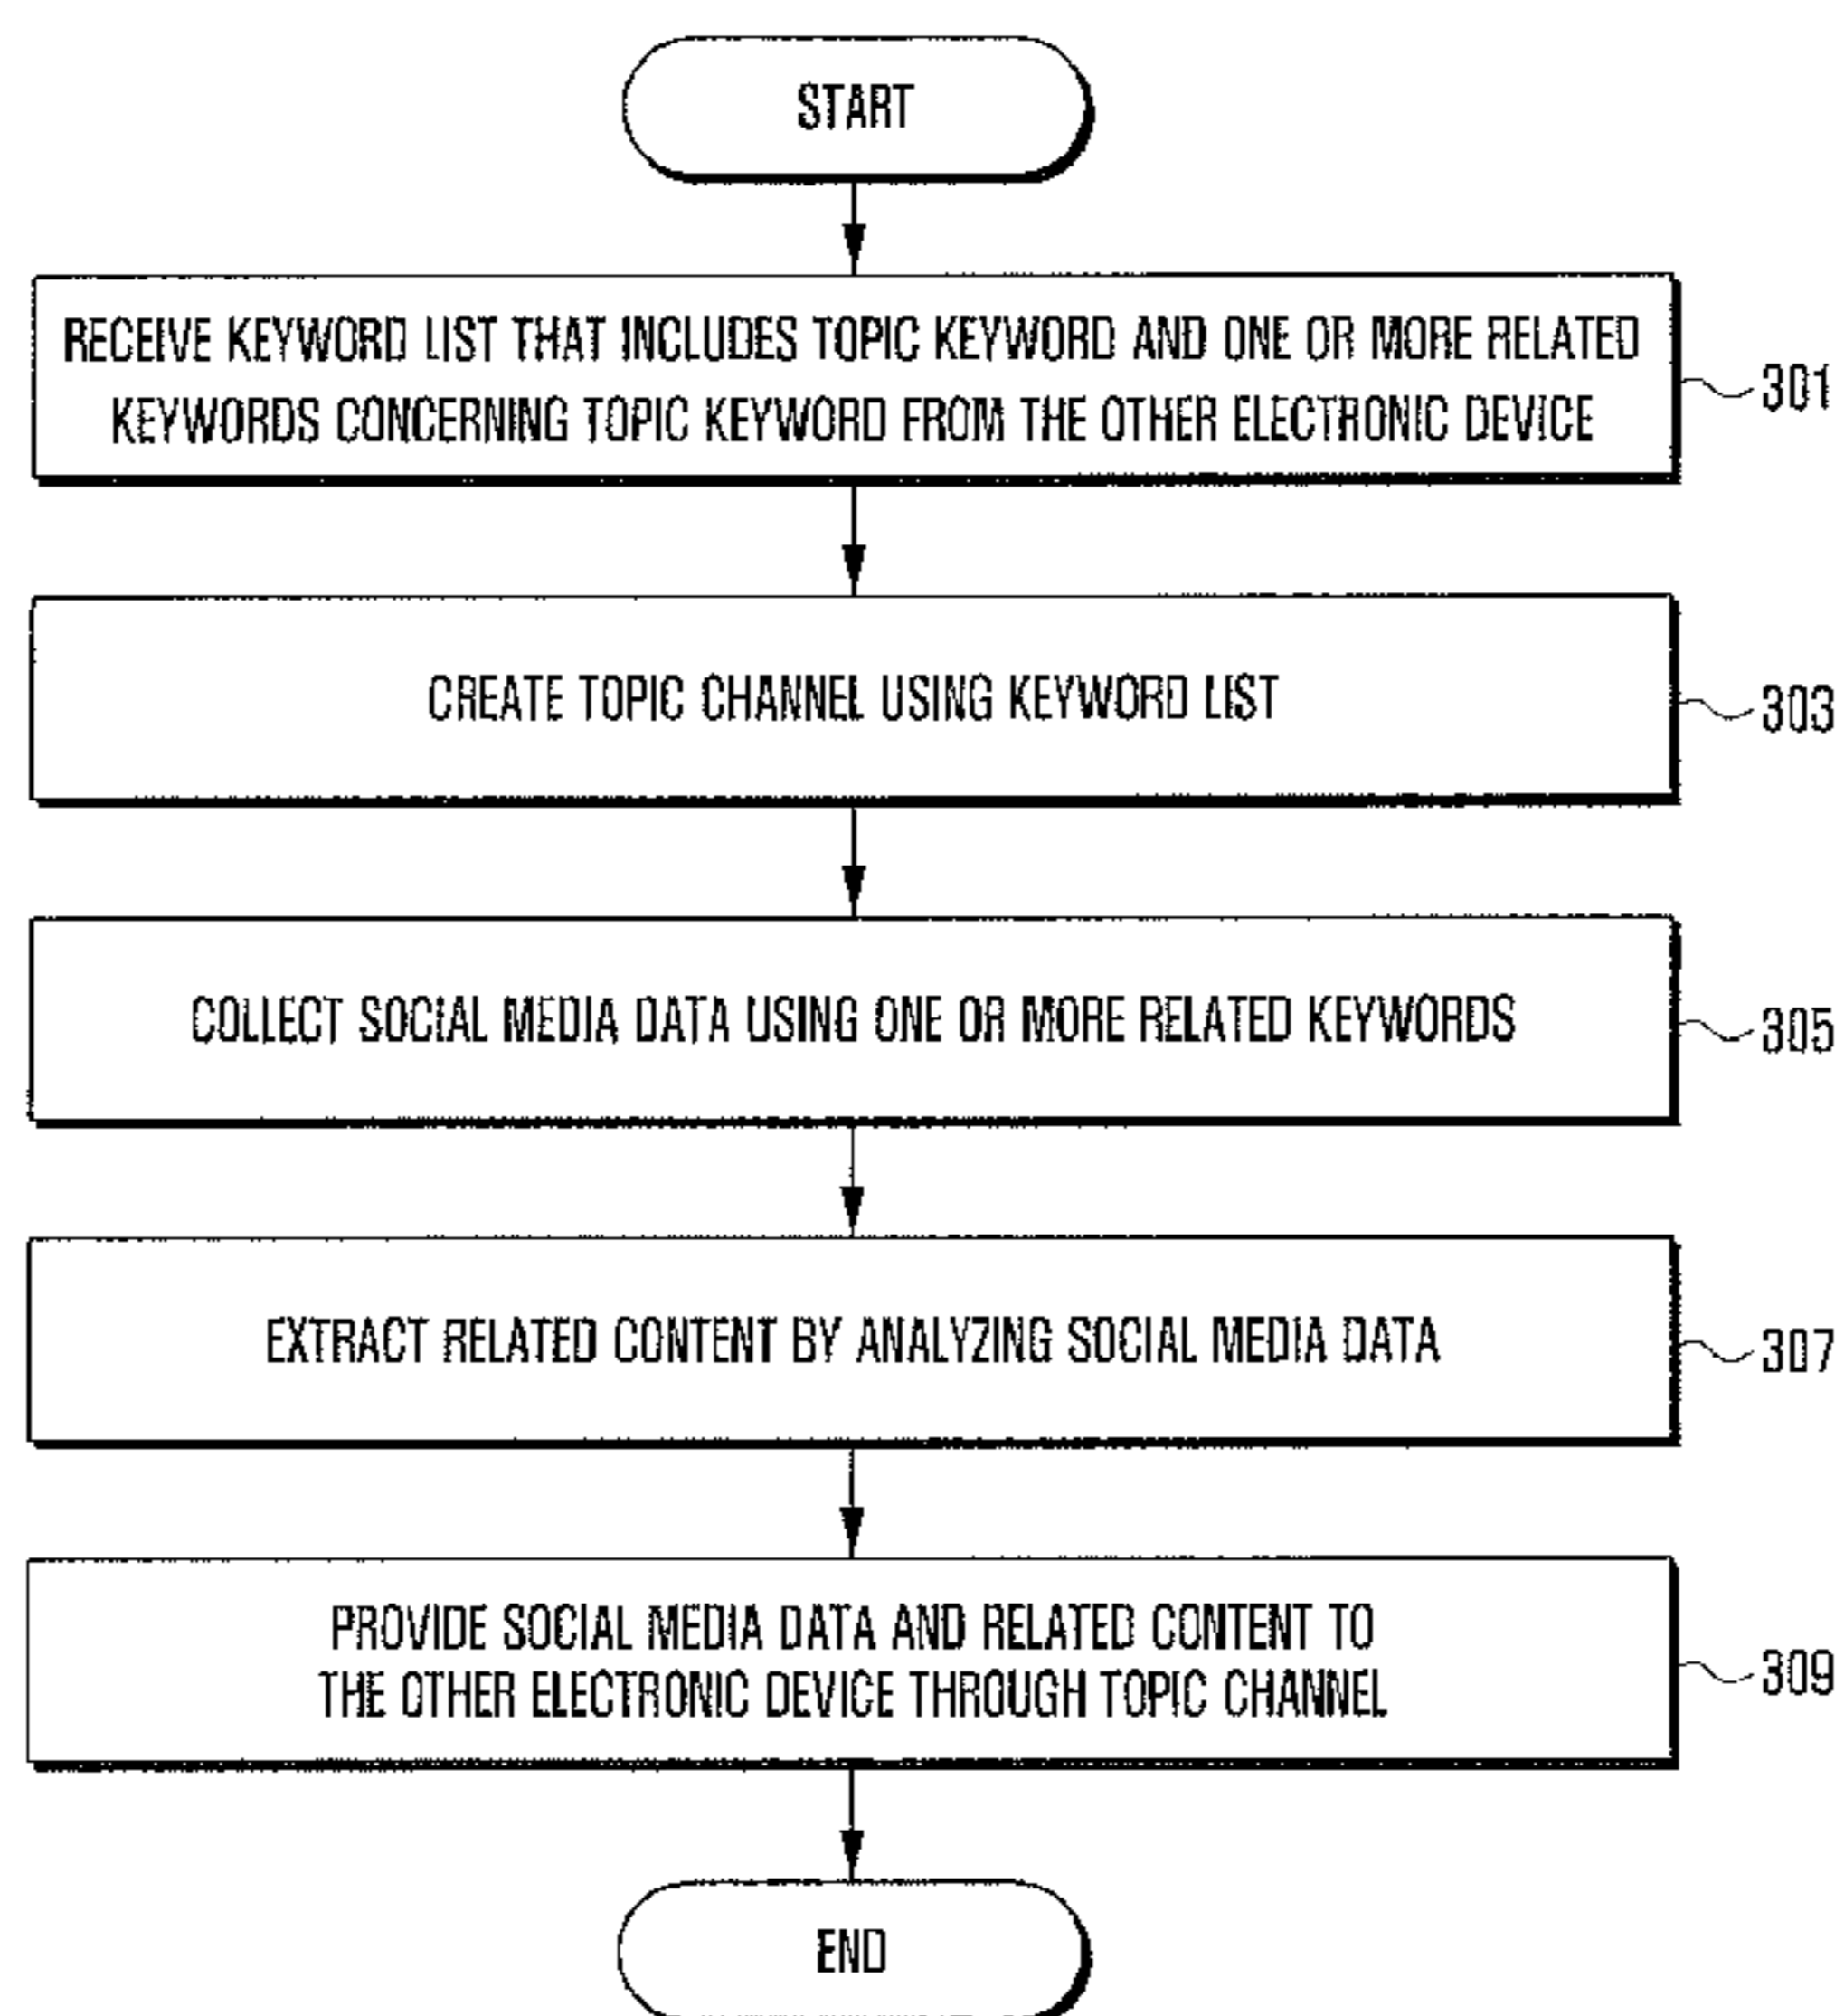 START
RECEIVE KEYWORD LIST THAT INCLUDES TOPIC KEYWORD AND ONE OR MORE RELATED
KEYWORDS CONCERNING TOPIC KEYWORD FROM THE OTHER ELECTRONIC DEVICE
301
CREATE TOPIC CHANNEL USING KEYWORD LIST
303
COLLECT SOCIAL MEDIA DATA USING ONE OR MORE RELATED KEYWORDS
305
EXTRACT RELATED CONTENT BY ANALYZING SOCIAL MEDIA DATA
307
PROVIDE SOCIAL MEDIA DATA AND RELATED CONTENT TO
THE OTHER ELECTRONIC DEVICE THROUGH TOPIC CHANNEL
309
END